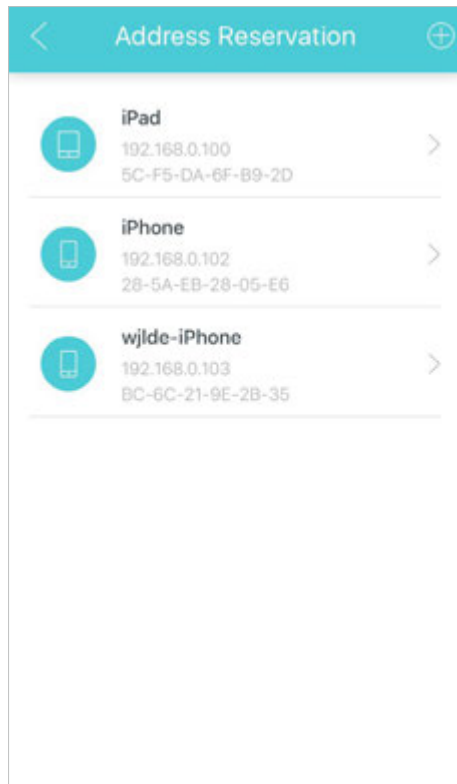 Address Reservation
iPad
192.168.0.100
5C-F5-DA-6F-B9-2D
iPhone
192.168.0.102
28-5A-EB-28-05-E6
wjlde-iPhone
192.168.0.103
BC-6C-21-9E-2B-35